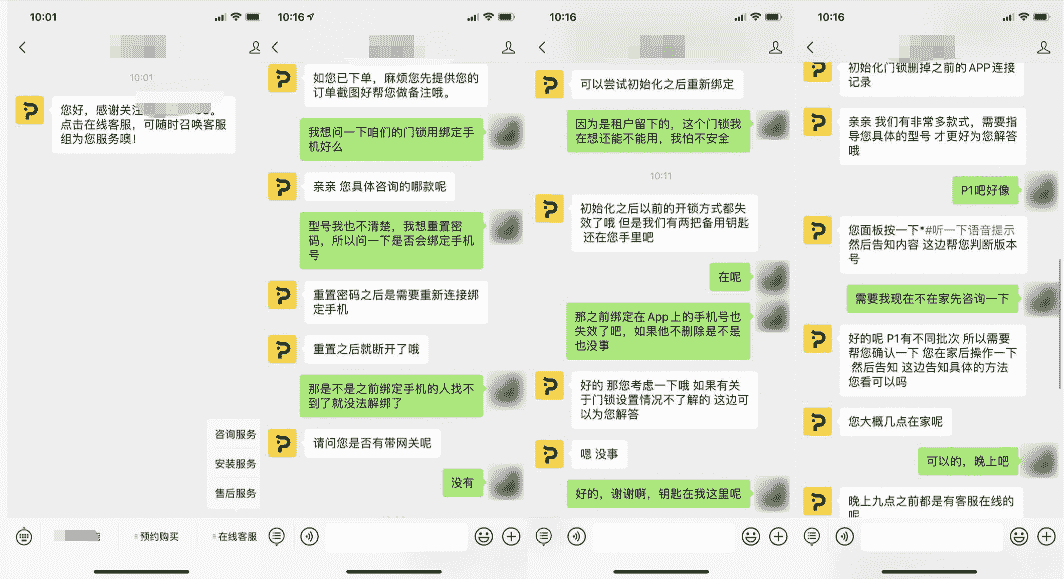 10:01
10:01
您好，感谢关注
点击在线客服，可随时召唤客服
组为您服务噢！
咨询服务
安装服务
售后服务
预约购买
在线客服
10:16
如您已下单，麻烦您先提供您的
订单截图好帮您做备注哦。
我想问一下咱们的门锁用绑定手
机好么
亲亲 您具体咨询的哪款呢
型号我也不清楚，我想重置密
码，所以问一下是否会绑定手机
号
重置密码之后是需要重新连接绑
定手机
重置之后就断开了哦
那是不是之前绑定手机的人找不
到了就没法解绑了
请问您是否有带网关呢
没有
10:16
可以尝试初始化之后重新绑定
因为是租户留下的，这个门锁我
在想还能不能用，我怕不安全
10:11
初始化之后以前的开锁方式都失
效了哦 但是我们有两把备用钥匙
还在您手里吧
在呢
那之前绑定在App上的手机号也
失效了吧，如果他不删除是不是
也没事
好的 那您考虑一下哦 如果有关
于门锁设置情况不了解的 这边可
以为您解答
嗯 没事
好的，谢谢啊，钥匙在我这里呢
10:16
初始化门锁删掉之前的APP连接
记录
亲亲 我们有非常多款式，需要指
导您具体的型号 才更好为您解答
哦
P1吧好像
您面板按一下*#听一下语音提示
然后告知内容 这边帮您判断版本
号
需要我现在不在家先咨询一下
好的呢 P1有不同批次 所以需要
帮您确认一下 您在家后操作一下
然后告知 这边告知具体的方法
您看可以吗
您大概几点在家呢
可以的，晚上吧
晚上九点之前都是有客服在线的
呢